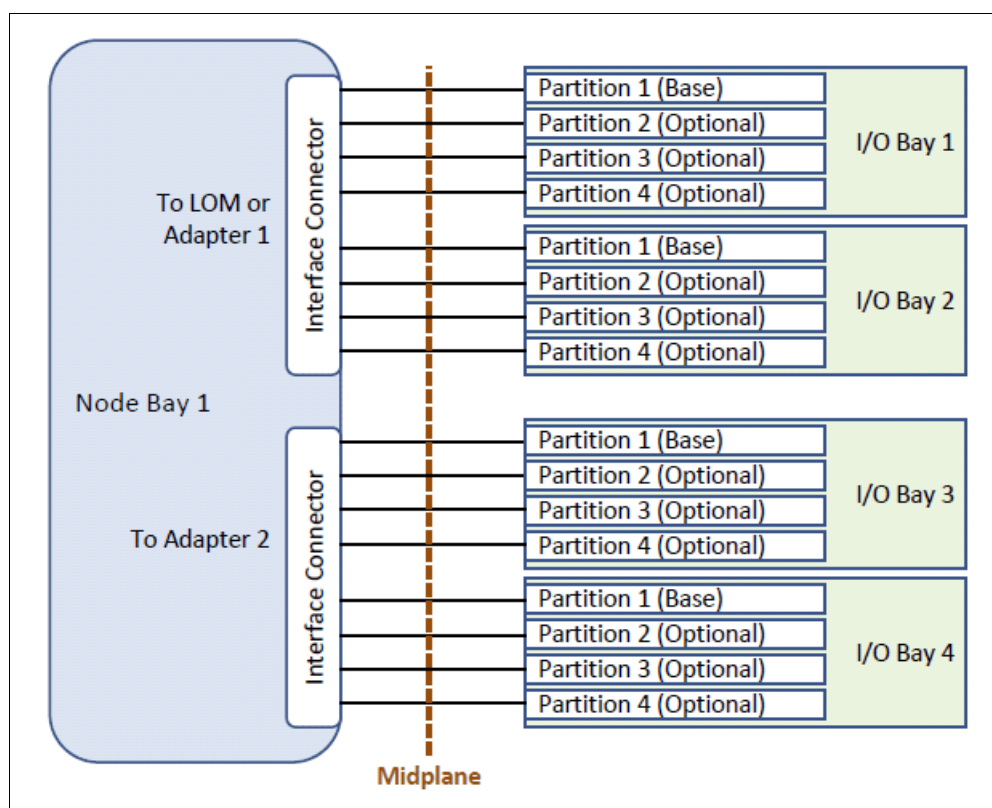 Partition 1 (Base)
Partition 2 (Optional)
Partition 3 (Optional)
Partition 4 (Optional)
I/O Bay 1
To LOM or
Adapter 1
Interface Connector
Partition 1 (Base)
Partition 2 (Optional)
Partition 3 (Optional)
Partition 4 (Optional)
I/O Bay 2
Node Bay 1
Partition 1 (Base)
Partition 2 (Optional)
Partition 3 (Optional)
Partition 4 (Optional)
I/O Bay 3
To Adapter 2
Interface Connector
Partition 1 (Base)
Partition 2 (Optional)
Partition 3 (Optional)
Partition 4 (Optional)
I/O Bay 4
Midplane